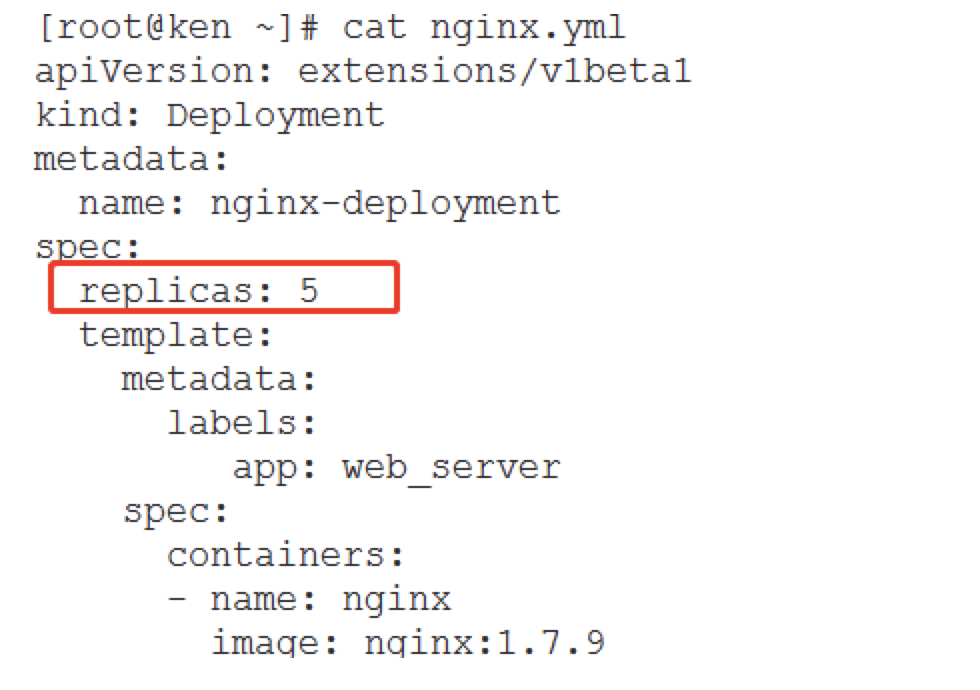 [root@ken ~]# cat nginx.yml
apiVersion: extensions/v1beta1
kind: Deployment
metadata:
  name: nginx-deployment
spec:
  replicas: 5
  template:
    metadata:
      labels:
         app: web_server
    spec:
      containers:
      - name: nginx
        image: nginx:1.7.9